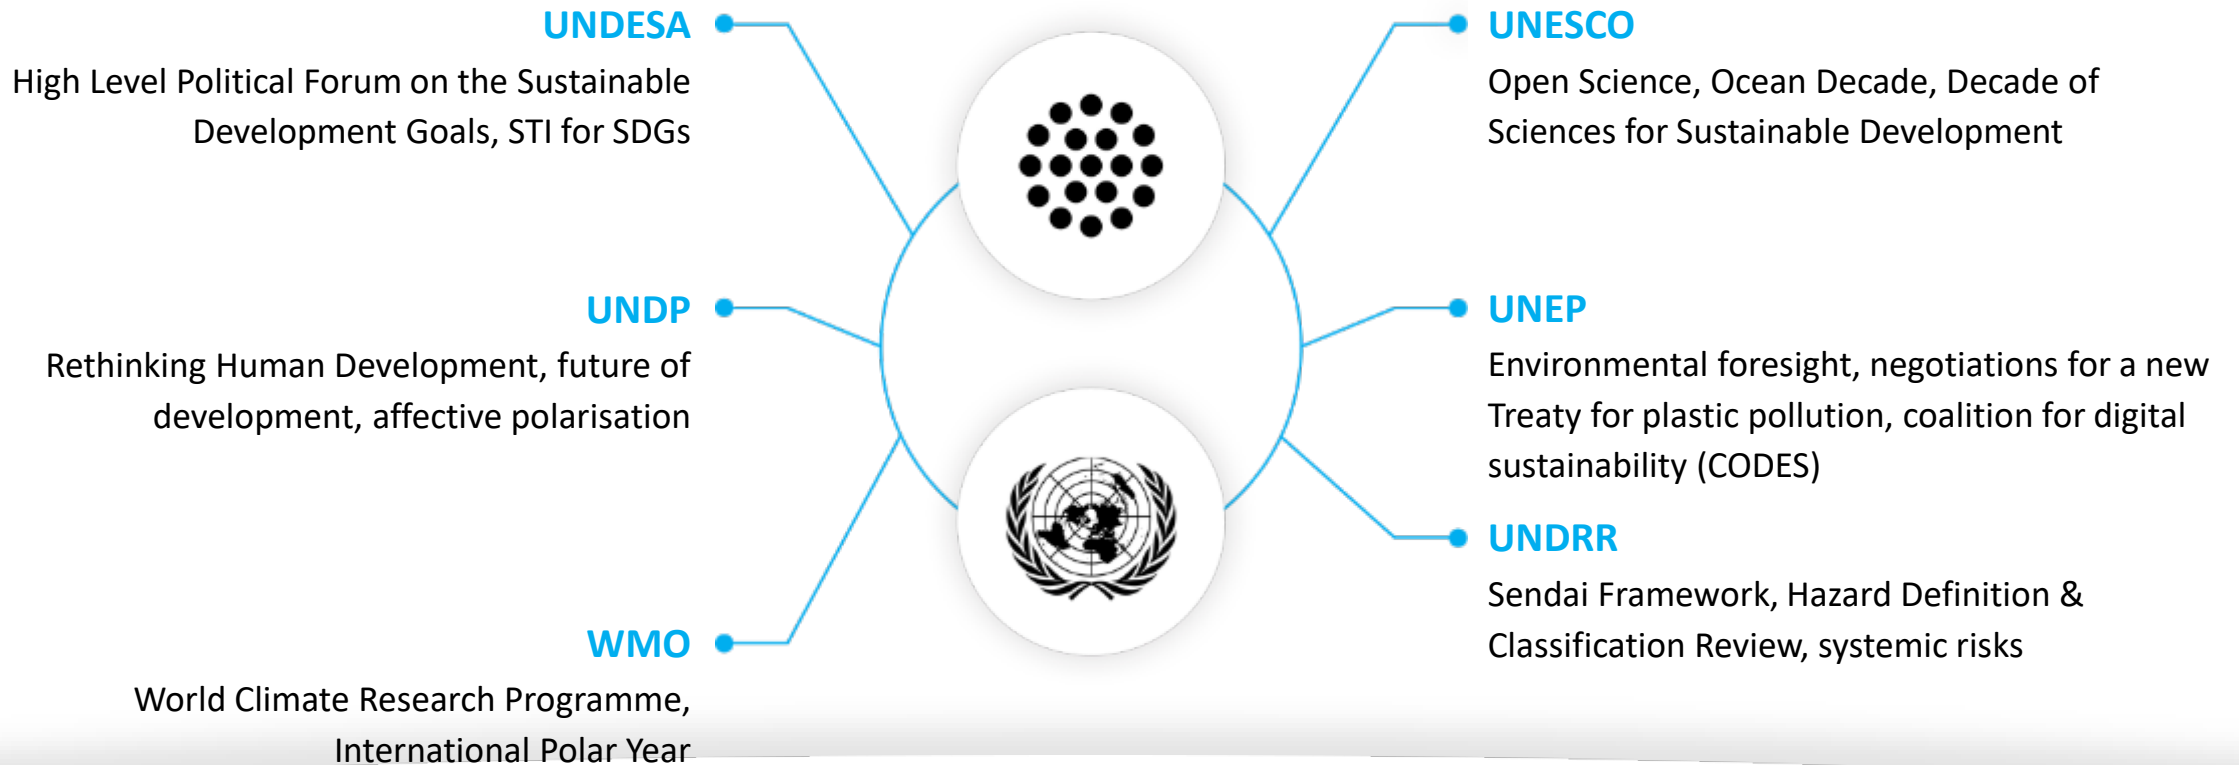 UNDESA
High Level Political Forum on the Sustainable
Development Goals, STI for SDGs
UNDP
Rethinking Human Development, future of
development, affective polarisation
WMO
World Climate Research Programme,
International Polar Year
UNESCO
Open Science, Ocean Decade, Decade of
Sciences for Sustainable Development
UNEP
Environmental foresight, negotiations for a new
Treaty for plastic pollution, coalition for digital
sustainability (CODES)
UNDRR
Sendai Framework, Hazard Definition &
Classification Review, systemic risks